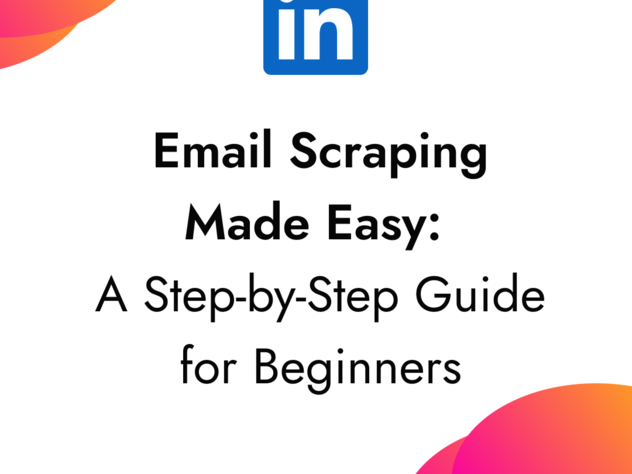 in
Email Scraping
Made Easy:
A Step-by-Step Guide
for Beginners